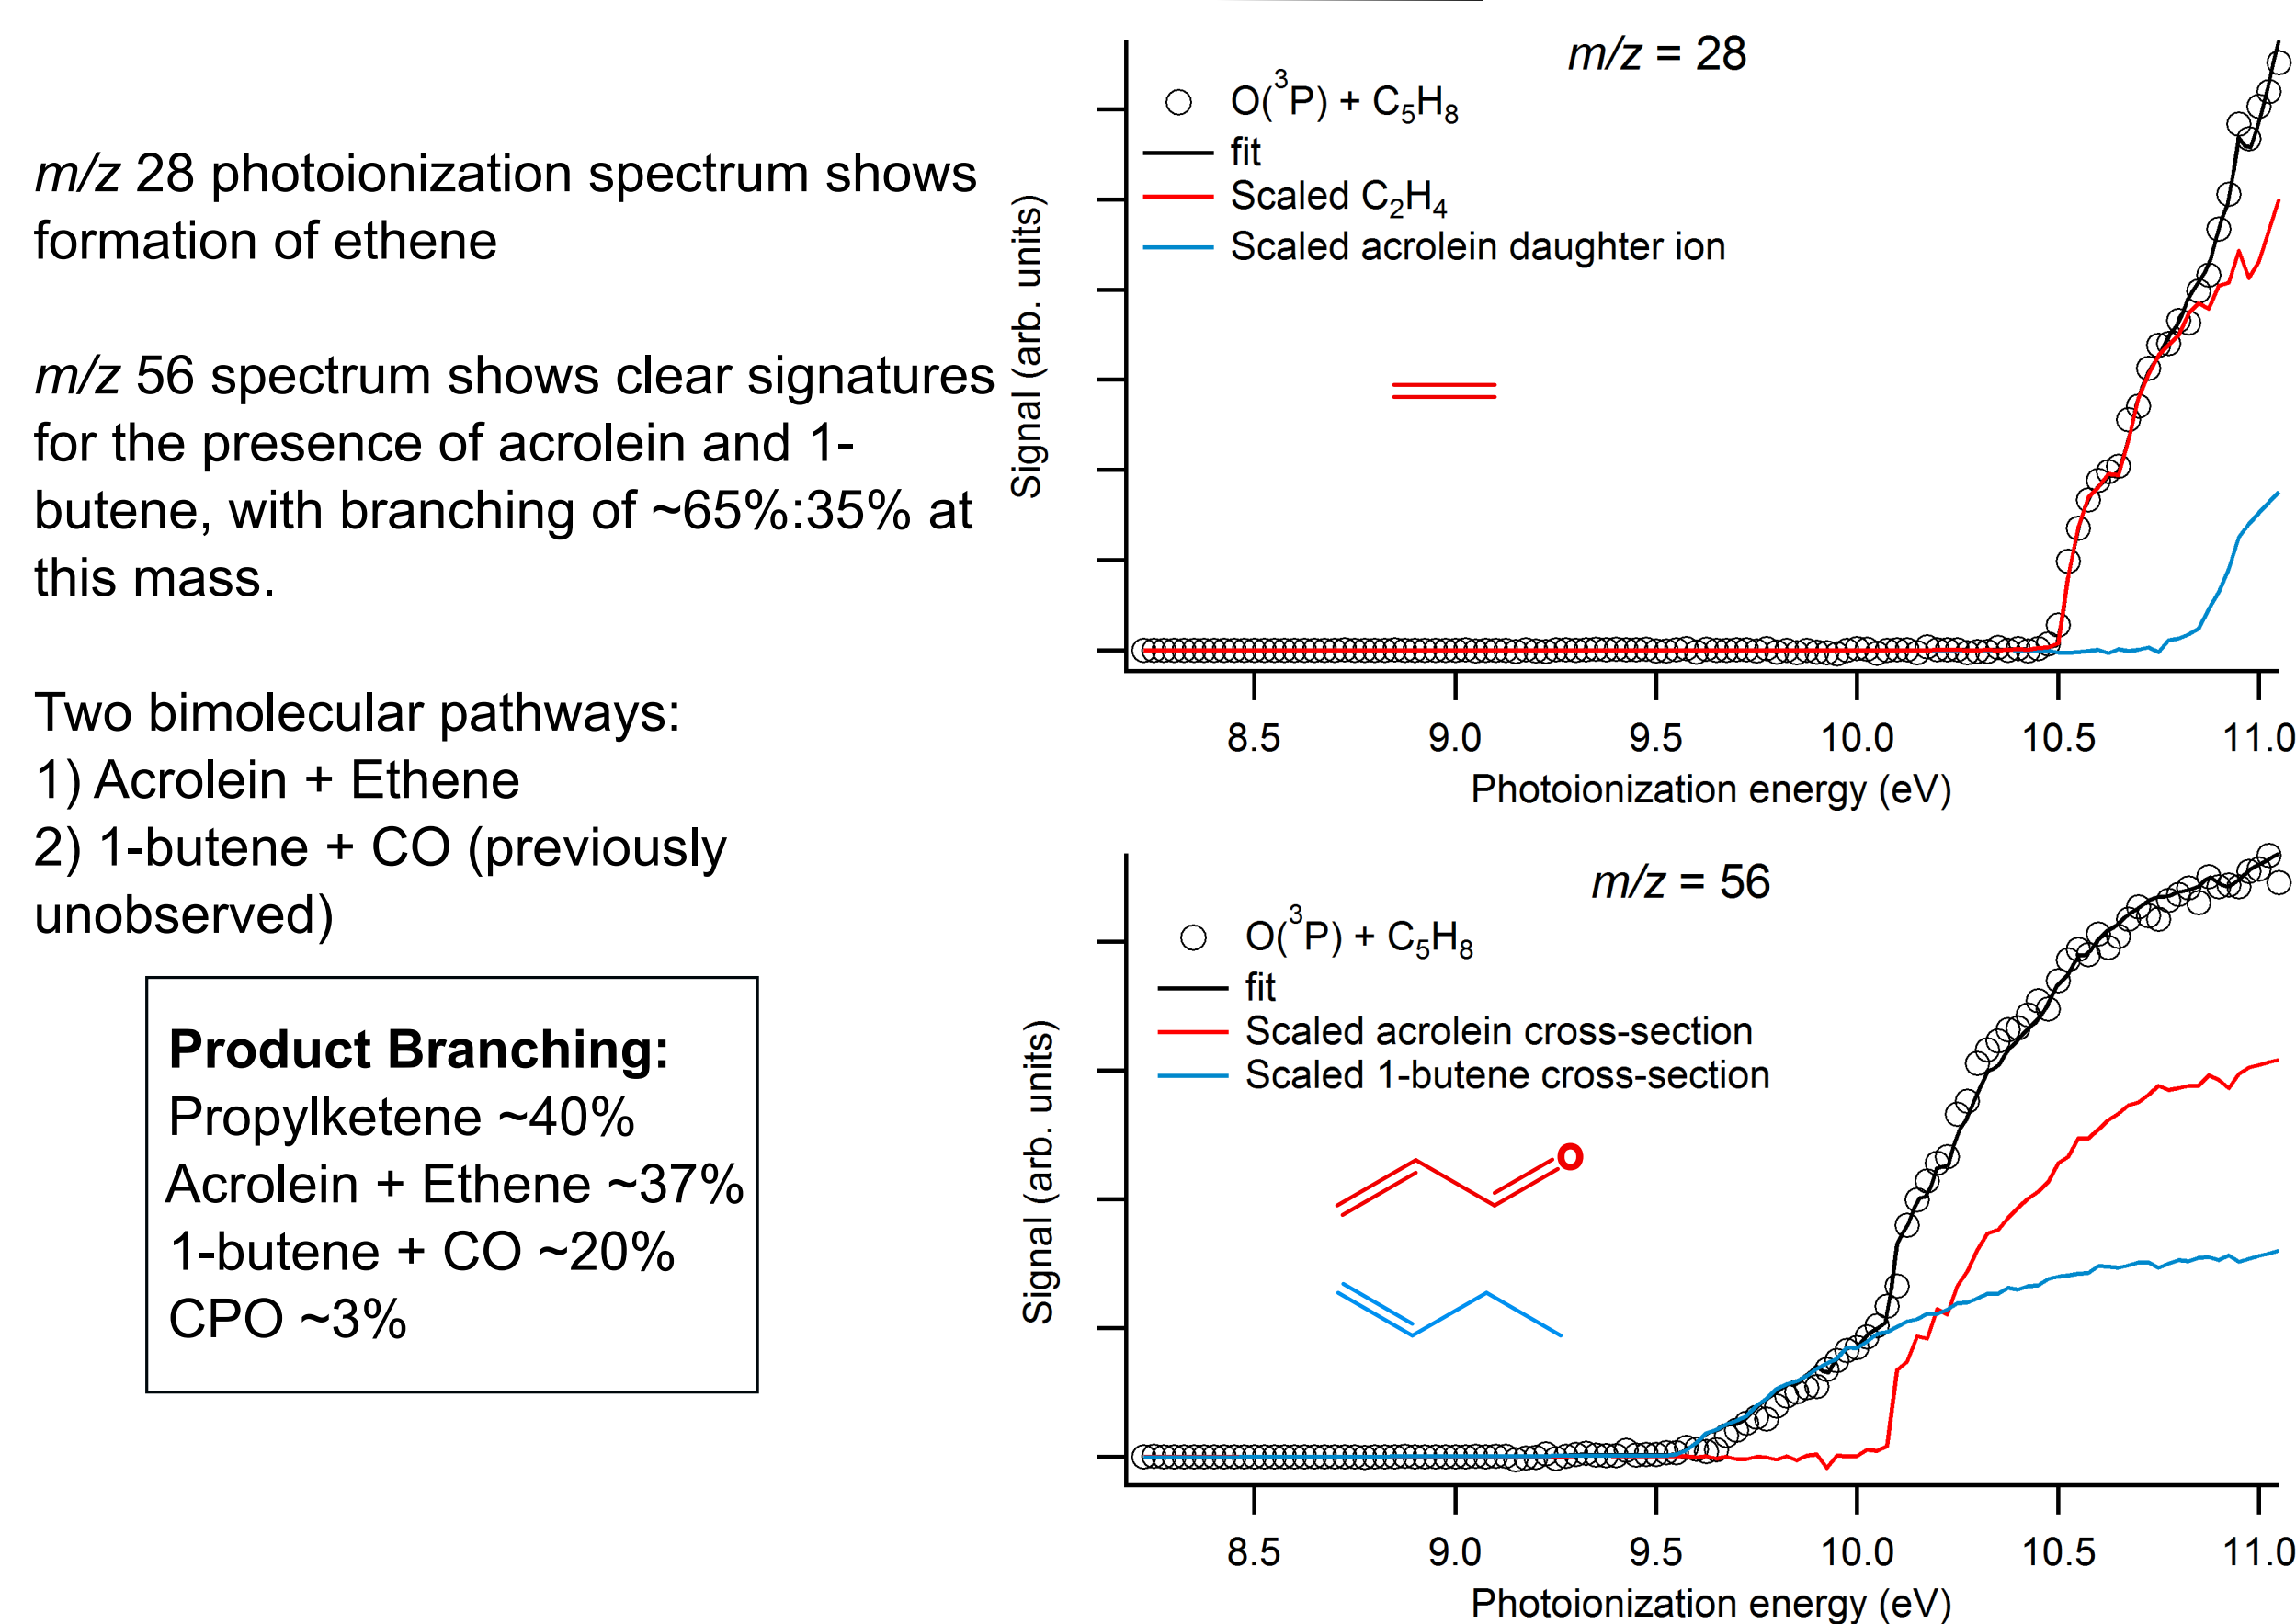 m/z 28 photoionization spectrum shows
formation of ethene
m/z 56 spectrum shows clear signatures
for the presence of acrolein and 1-
butene, with branching of ~65%:35% at
this mass.
Two bimolecular pathways:
1) Acrolein + Ethene
2) 1-butene + CO (previously
unobserved)
Product Branching:
Propylketene ~40%
Acrolein + Ethene ~37%
1-butene + CO ~20%
CPO ~3%
m/z = 28
O(³P) + C₅H₈
fit
Scaled C₂H₄
Scaled acrolein daughter ion
Signal (arb. units)
8.5 9.0 9.5 10.0 10.5 11.0
Photoionization energy (eV)
m/z = 56
O(³P) + C₅H₈
fit
Scaled acrolein cross-section
Scaled 1-butene cross-section
O
Signal (arb. units)
8.5 9.0 9.5 10.0 10.5 11.0
Photoionization energy (eV)